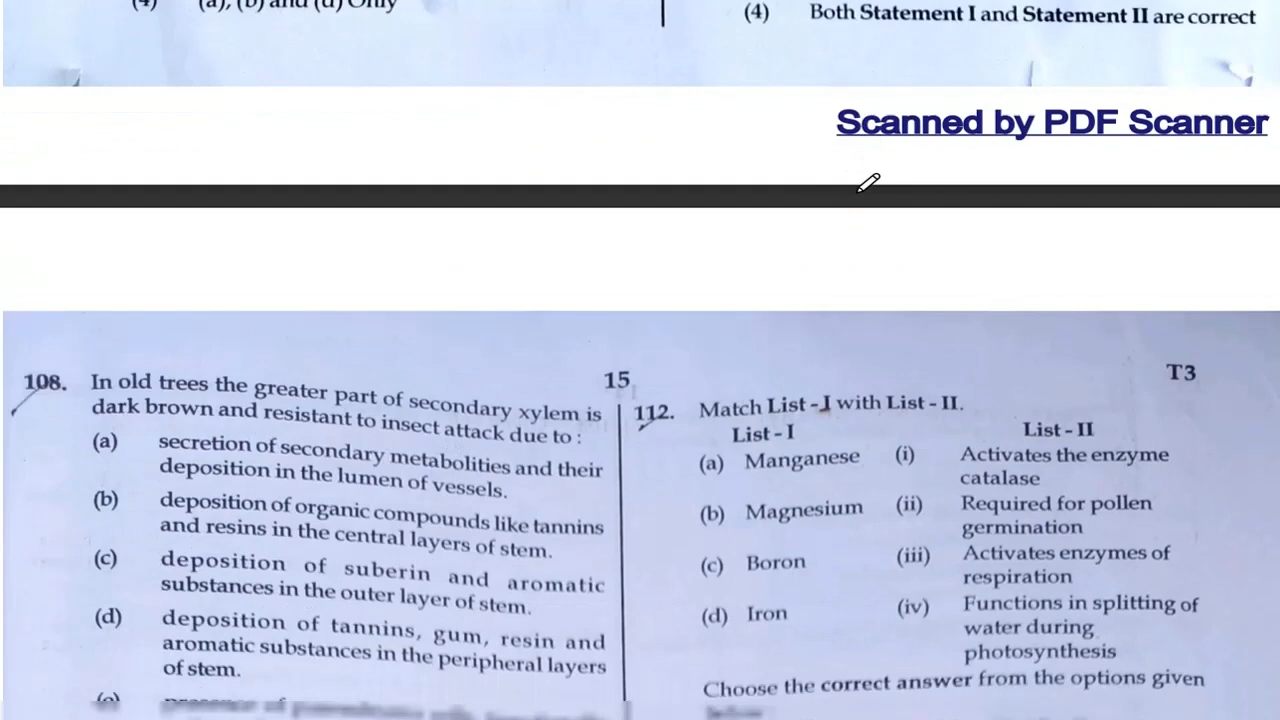 (4) (a), (b) and (d) Only
(4) Both Statement I and Statement II are correct
Scanned by PDF Scanner
15
T3
108. In old trees the greater part of secondary xylem is
dark brown and resistant to insect attack due to :
(a) secretion of secondary metabolities and their
deposition in the lumen of vessels.
(b) deposition of organic compounds like tannins
and resins in the central layers of stem.
(c) deposition of suberin and aromatic
substances in the outer layer of stem.
(d) deposition of tannins, gum, resin and
aromatic substances in the peripheral layers
of stem.
(e) presence of
112. Match List - I with List - II.
List - I List - II
(a) Manganese (i) Activates the enzyme
catalase
(b) Magnesium (ii) Required for pollen
germination
(c) Boron (iii) Activates enzymes of
respiration
(d) Iron (iv) Functions in splitting of
water during
photosynthesis
Choose the correct answer from the options given